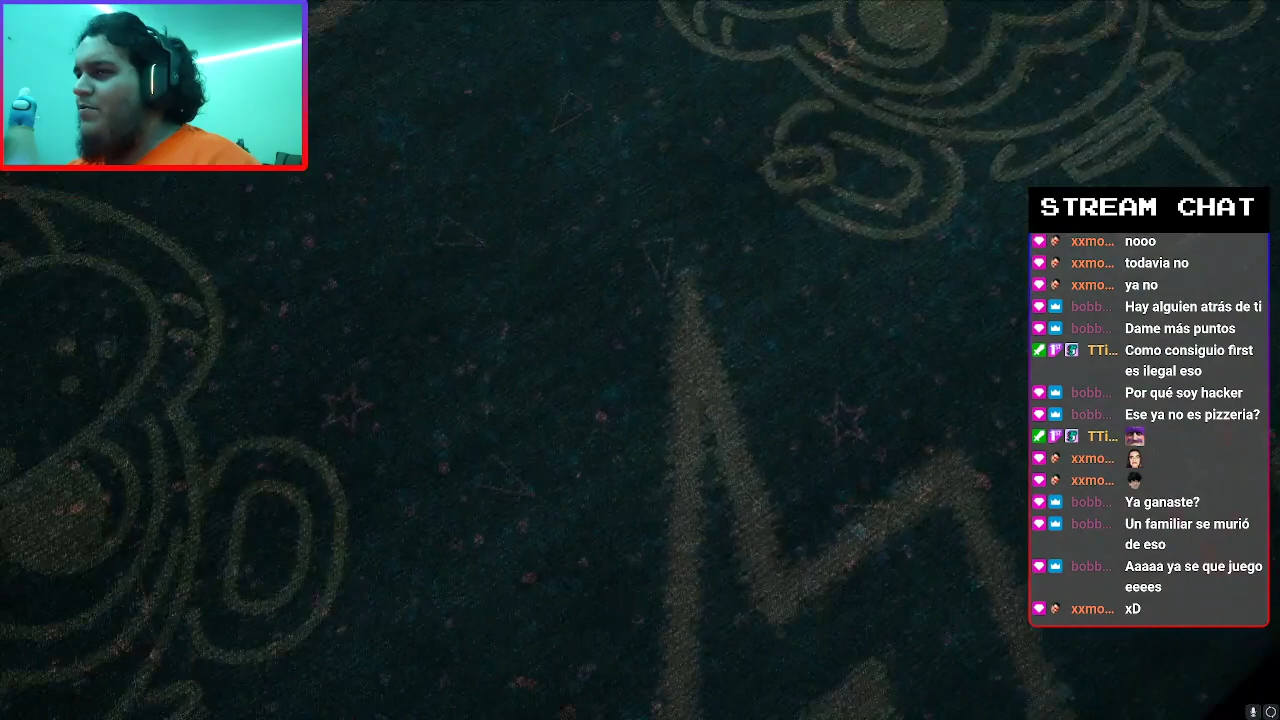 STREAM CHAT
xxmo... nooo
xxmo... todavia no
xxmo... ya no
bobb... Hay alguien atrás de ti
bobb... Dame más puntos
TTi... Como consiguio first
es ilegal eso
bobb... Por qué soy hacker
bobb... Ese ya no es pizzeria?
TTi...
xxmo...
xxmo...
bobb... Ya ganaste?
bobb... Un familiar se murió
de eso
bobb... Aaaaa ya se que juego
eeees
xxmo... xD